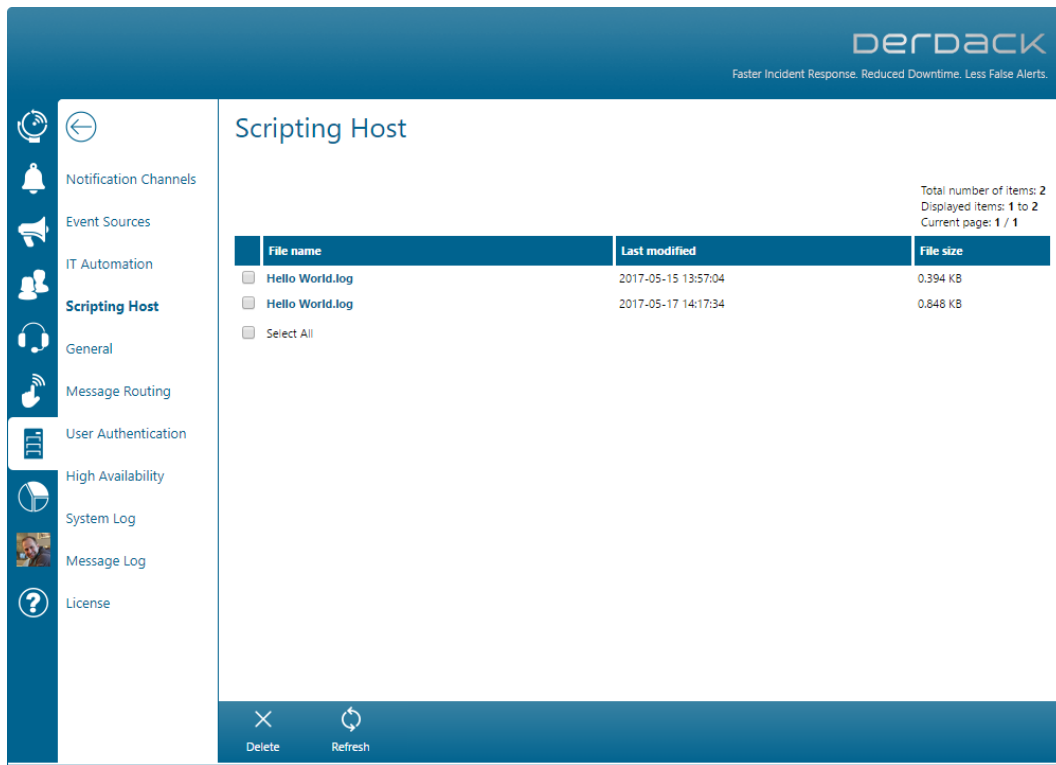 DERDACK
Faster Incident Response. Reduced Downtime. Less False Alerts.
Notification Channels
Event Sources
IT Automation
Scripting Host
General
Message Routing
User Authentication
High Availability
System Log
Message Log
License
Scripting Host
Total number of items: 2
Displayed items: 1 to 2
Current page: 1 / 1
File name Last modified File size
Hello World.log 2017-05-15 13:57:04 0.394 KB
Hello World.log 2017-05-17 14:17:34 0.848 KB
Select All
Delete Refresh